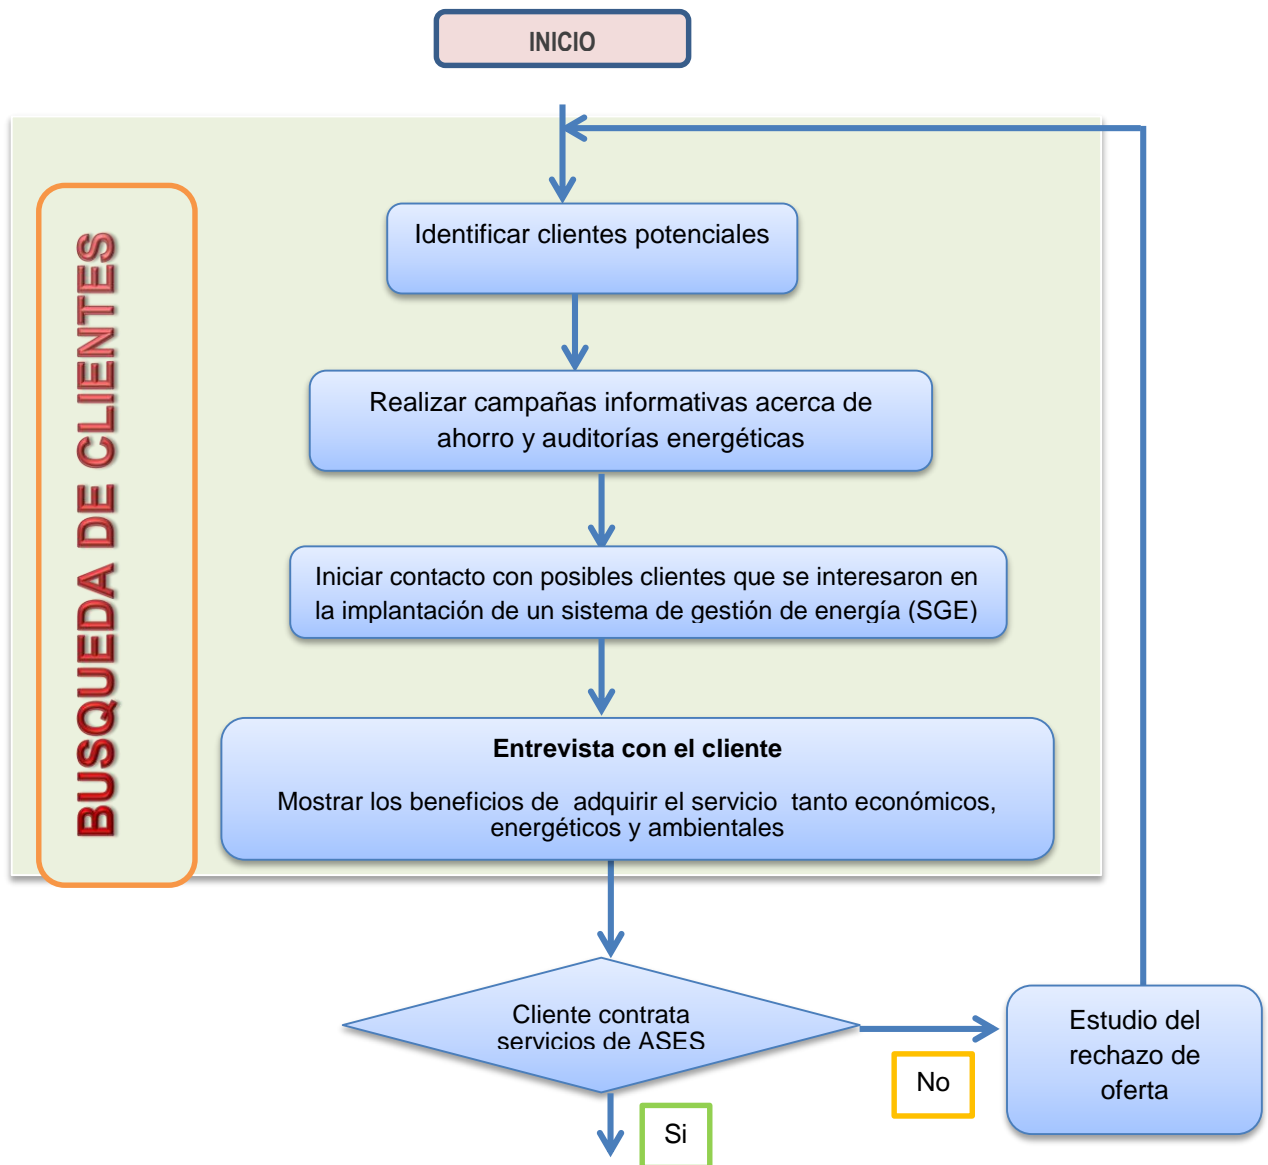 INICIO
BUSQUEDA DE CLIENTES
Identificar clientes potenciales
Realizar campañas informativas acerca de
ahorro y auditorías energéticas
Iniciar contacto con posibles clientes que se interesaron en
la implantación de un sistema de gestión de energía (SGE)
Entrevista con el cliente
Mostrar los beneficios de adquirir el servicio tanto económicos,
energéticos y ambientales
Cliente contrata
servicios de ASES
No
Estudio del
rechazo de
oferta
Si